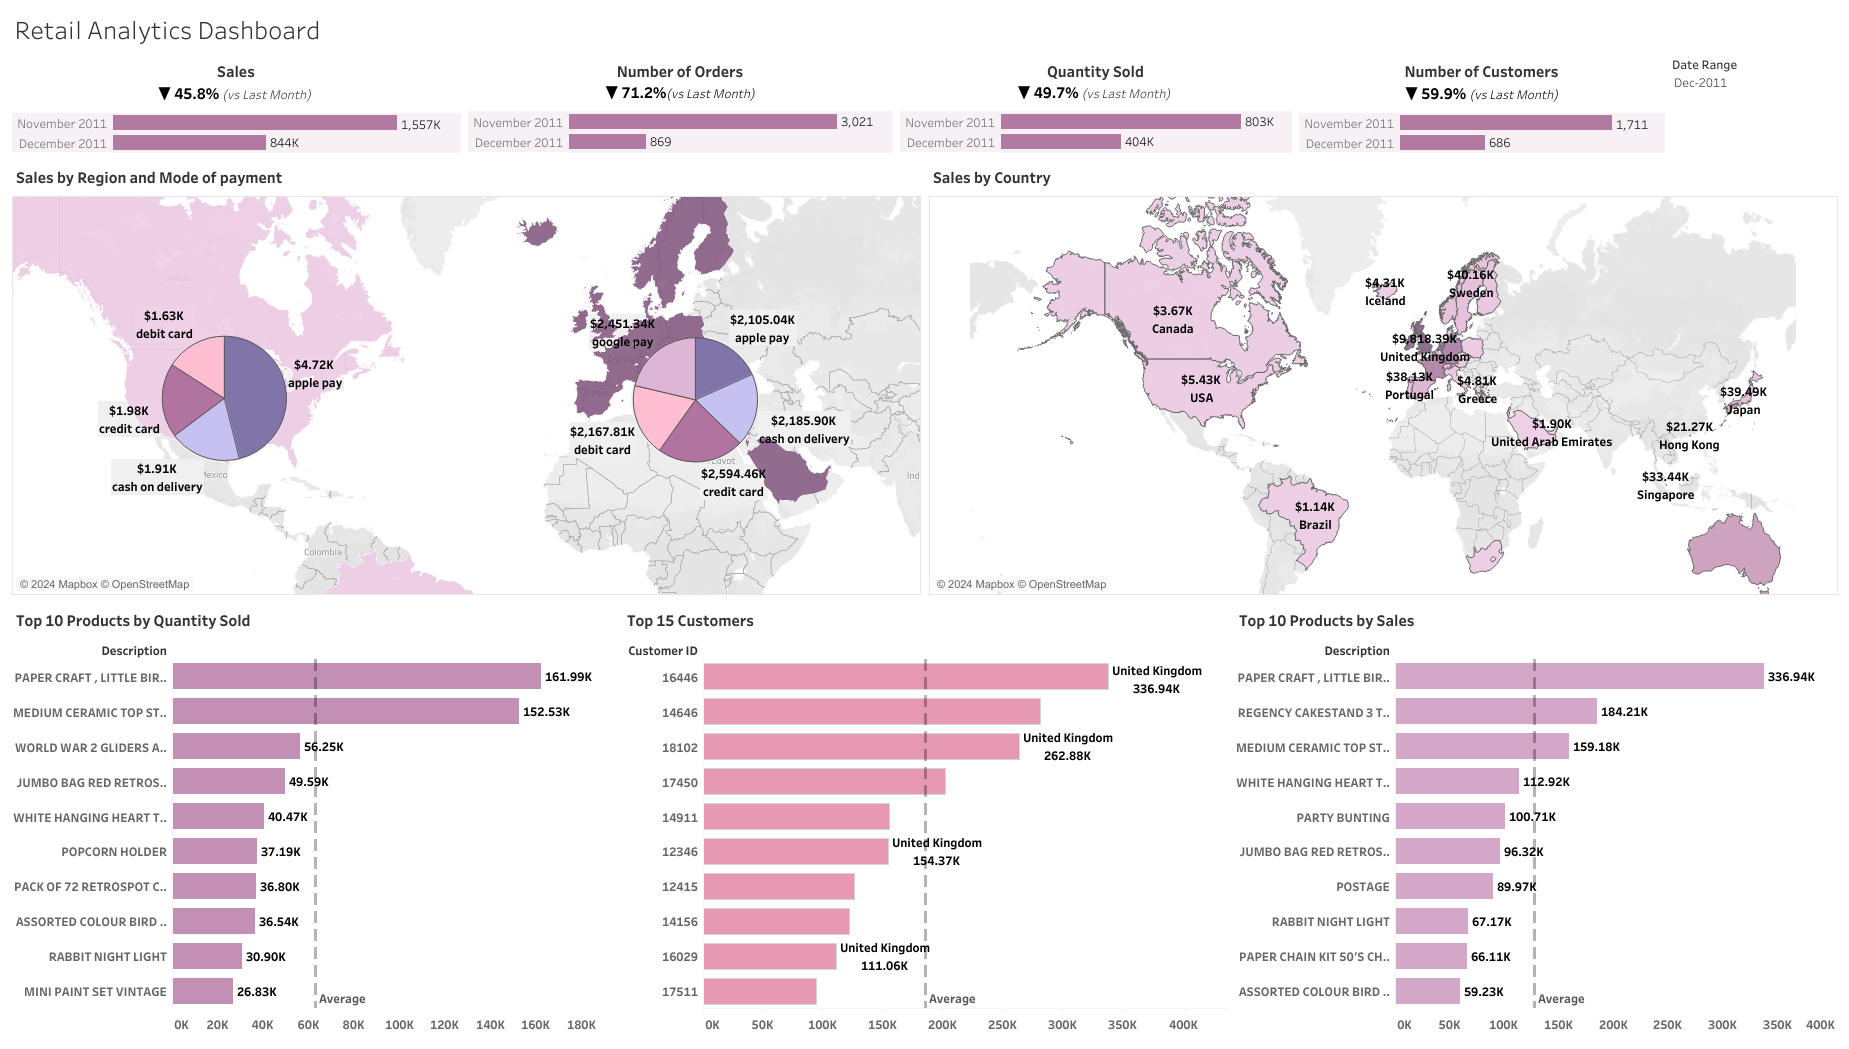 Retail Analytics Dashboard
Sales
▼ 45.8% (vs Last Month)
November 2011 1,557K
December 2011 844K
Number of Orders
▼ 71.2%(vs Last Month)
November 2011 3,021
December 2011 869
Quantity Sold
▼ 49.7% (vs Last Month)
November 2011 803K
December 2011 404K
Number of Customers
▼ 59.9% (vs Last Month)
November 2011 1,711
December 2011 686
Date Range
Dec-2011
Sales by Region and Mode of payment
Canada
$1.63K
debit card
$4.72K
apple pay
$1.98K
credit card
$1.91K
cash on delivery
Mexico
Colombia
$2,451.34K
google pay
France
Spain
$2,105.04K
apple pay
$2,185.90K
cash on delivery
$2,167.81K
debit card
$2,594.46K
credit card
Ind
© 2024 Mapbox © OpenStreetMap
Sales by Country
$4.31K
Iceland
$40.16K
Sweden
$3.67K
Canada
$9,818.39K
United Kingdom
$5.43K
USA
$38.13K
Portugal
$4.81K
Greece
$39.49K
Japan
$1.90K
United Arab Emirates
$21.27K
Hong Kong
$33.44K
Singapore
$1.14K
Brazil
© 2024 Mapbox © OpenStreetMap
Top 10 Products by Quantity Sold
Description
PAPER CRAFT , LITTLE BIR.. 161.99K
MEDIUM CERAMIC TOP ST.. 152.53K
WORLD WAR 2 GLIDERS A.. 56.25K
JUMBO BAG RED RETROS.. 49.59K
WHITE HANGING HEART T.. 40.47K
POPCORN HOLDER 37.19K
PACK OF 72 RETROSPOT C.. 36.80K
ASSORTED COLOUR BIRD .. 36.54K
RABBIT NIGHT LIGHT 30.90K
MINI PAINT SET VINTAGE 26.83K
Average
0K 20K 40K 60K 80K 100K 120K 140K 160K 180K
Top 15 Customers
Customer ID
16446 United Kingdom
336.94K
14646
18102 United Kingdom
262.88K
17450
14911
12346 United Kingdom
154.37K
12415
14156
16029 United Kingdom
111.06K
17511
Average
0K 50K 100K 150K 200K 250K 300K 350K 400K
Top 10 Products by Sales
Description
PAPER CRAFT , LITTLE BIR.. 336.94K
REGENCY CAKESTAND 3 T.. 184.21K
MEDIUM CERAMIC TOP ST.. 159.18K
WHITE HANGING HEART T.. 112.92K
PARTY BUNTING 100.71K
JUMBO BAG RED RETROS.. 96.32K
POSTAGE 89.97K
RABBIT NIGHT LIGHT 67.17K
PAPER CHAIN KIT 50'S CH.. 66.11K
ASSORTED COLOUR BIRD .. 59.23K
Average
0K 50K 100K 150K 200K 250K 300K 350K 400K